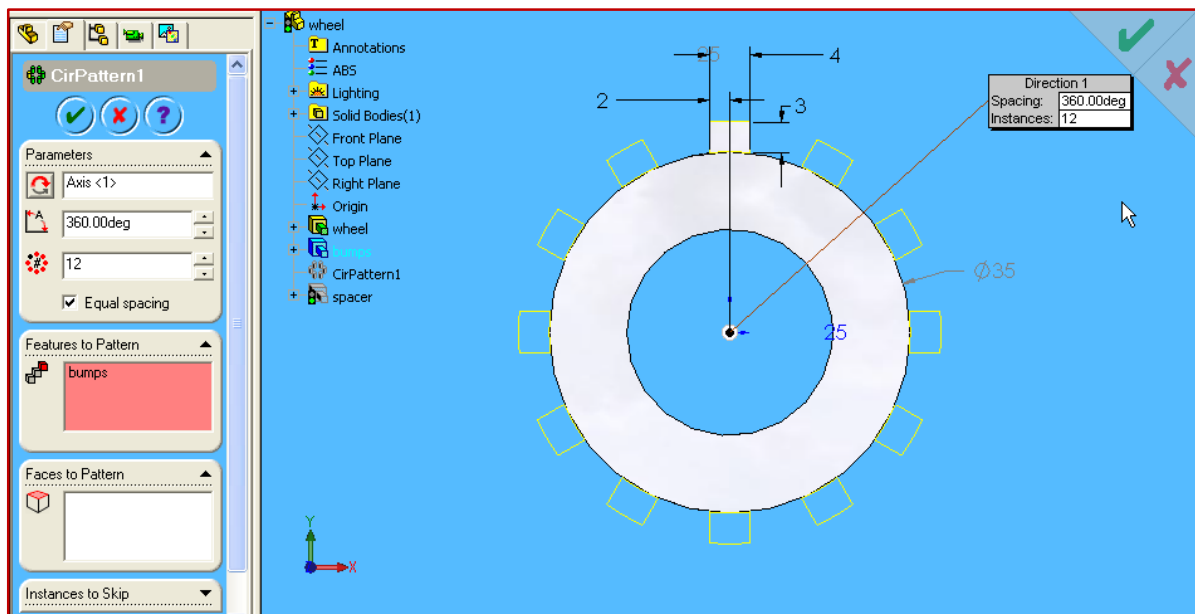 CirPattern1
?
Parameters
Axis <1>
A
360.00deg
#
12
Equal spacing
Features to Pattern
bumps
Faces to Pattern
Instances to Skip
wheel
Annotations
ABS
Lighting
Solid Bodies(1)
Front Plane
Top Plane
Right Plane
Origin
wheel
bumps
CirPattern1
spacer
25
4
2
3
Ø35
25
Direction 1
Spacing: 360.00deg
Instances: 12
Y
X